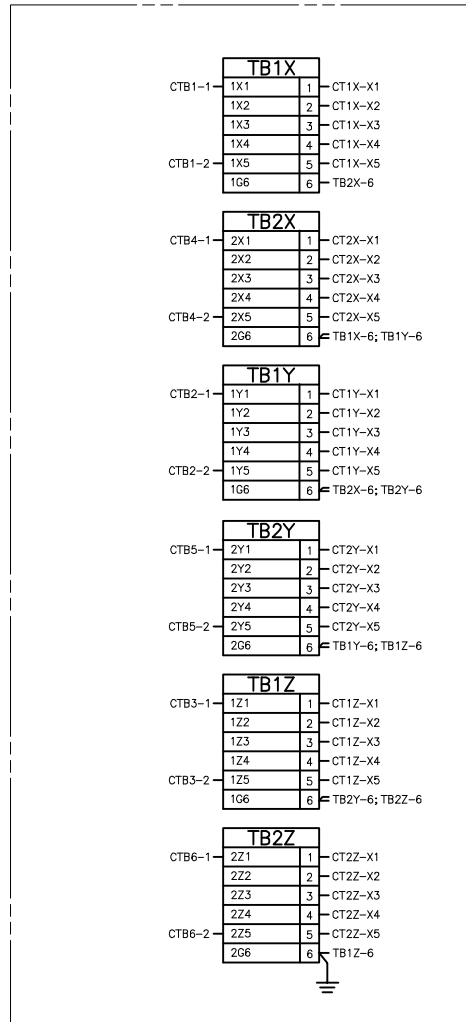 TB1X
CTB1-1 1X1 1 CT1X-X1
1X2 2 CT1X-X2
1X3 3 CT1X-X3
1X4 4 CT1X-X4
CTB1-2 1X5 5 CT1X-X5
1G6 6 TB2X-6
TB2X
CTB4-1 2X1 1 CT2X-X1
2X2 2 CT2X-X2
2X3 3 CT2X-X3
2X4 4 CT2X-X4
CTB4-2 2X5 5 CT2X-X5
2G6 6 TB1X-6; TB1Y-6
TB1Y
CTB2-1 1Y1 1 CT1Y-X1
1Y2 2 CT1Y-X2
1Y3 3 CT1Y-X3
1Y4 4 CT1Y-X4
CTB2-2 1Y5 5 CT1Y-X5
1G6 6 TB2X-6; TB2Y-6
TB2Y
CTB5-1 2Y1 1 CT2Y-X1
2Y2 2 CT2Y-X2
2Y3 3 CT2Y-X3
2Y4 4 CT2Y-X4
CTB5-2 2Y5 5 CT2Y-X5
2G6 6 TB1Y-6; TB1Z-6
TB1Z
CTB3-1 1Z1 1 CT1Z-X1
1Z2 2 CT1Z-X2
1Z3 3 CT1Z-X3
1Z4 4 CT1Z-X4
CTB3-2 1Z5 5 CT1Z-X5
1G6 6 TB2Y-6; TB2Z-6
TB2Z
CTB6-1 2Z1 1 CT2Z-X1
2Z2 2 CT2Z-X2
2Z3 3 CT2Z-X3
2Z4 4 CT2Z-X4
CTB6-2 2Z5 5 CT2Z-X5
2G6 6 TB1Z-6